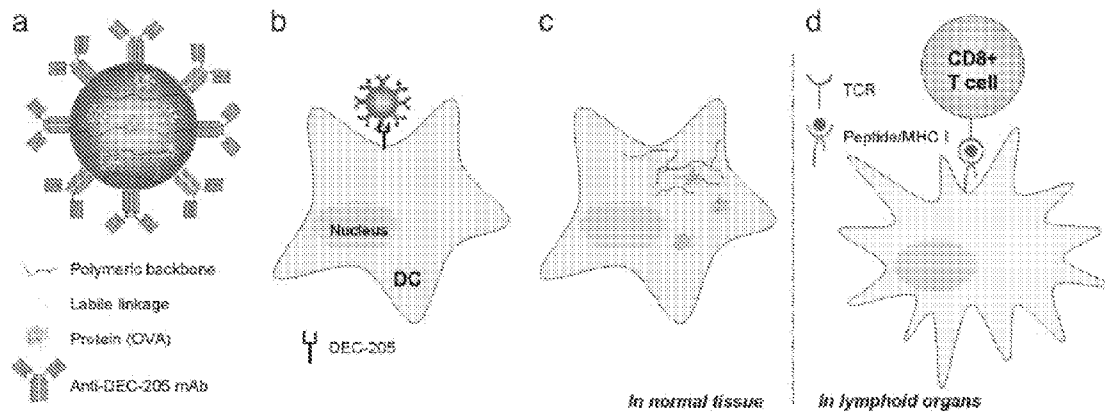 a
b
c
d
CD8+
T cell
TCR
Peptide/MHC I
Nucleus
DC
Polymeric backbone
Labile linkage
Protein (OVA)
Anti-DEC-205 mAb
DEC-205
In normal tissue
In lymphoid organs